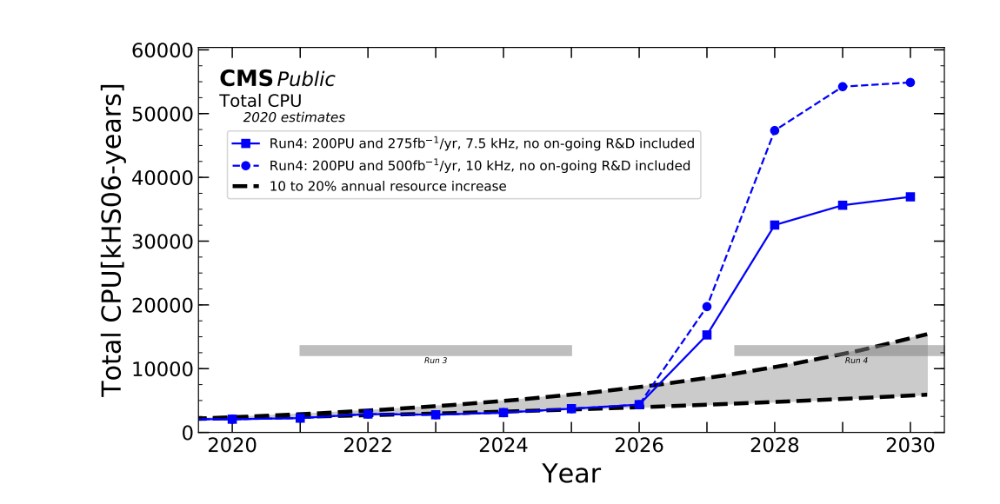 CMS Public
Total CPU
2020 estimates
Run4: 200PU and 275fb⁻¹/yr, 7.5 kHz, no on-going R&D included
Run4: 200PU and 500fb⁻¹/yr, 10 kHz, no on-going R&D included
10 to 20% annual resource increase
Total CPU[kHS06-years]
60000
50000
40000
30000
20000
10000
0
Run 3
Run 4
2020 2022 2024 2026 2028 2030
Year